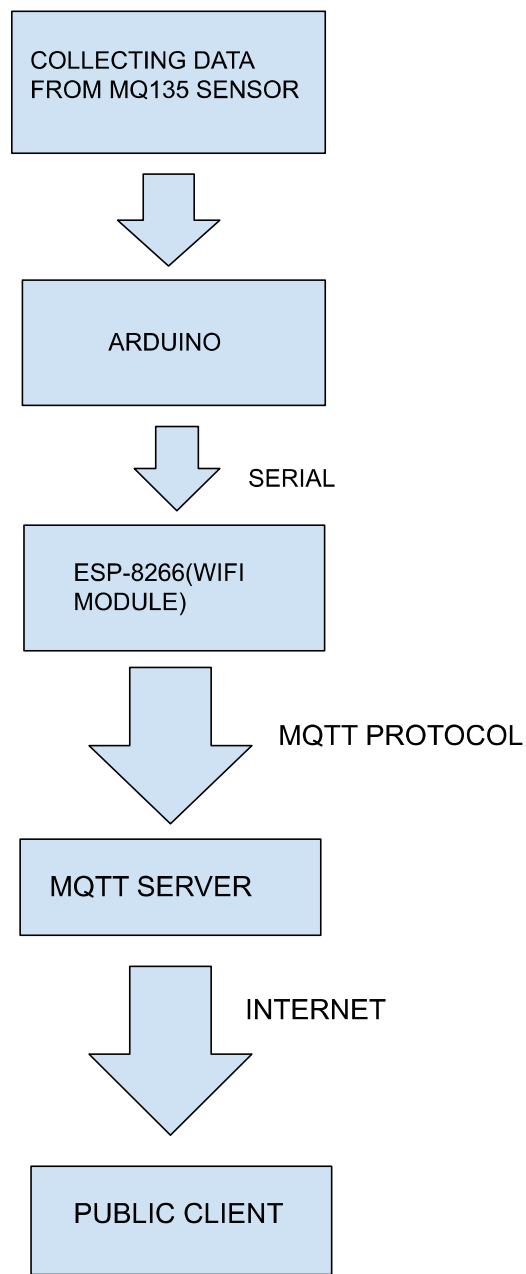 COLLECTING DATA
FROM MQ135 SENSOR
ARDUINO
SERIAL
ESP-8266(WIFI
MODULE)
MQTT PROTOCOL
MQTT SERVER
INTERNET
PUBLIC CLIENT